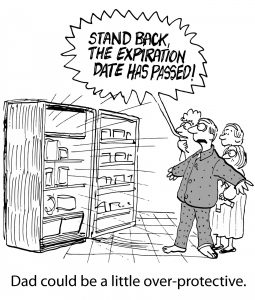 STAND BACK,
THE EXPIRATION
DATE HAS PASSED!
Dad could be a little over-protective.